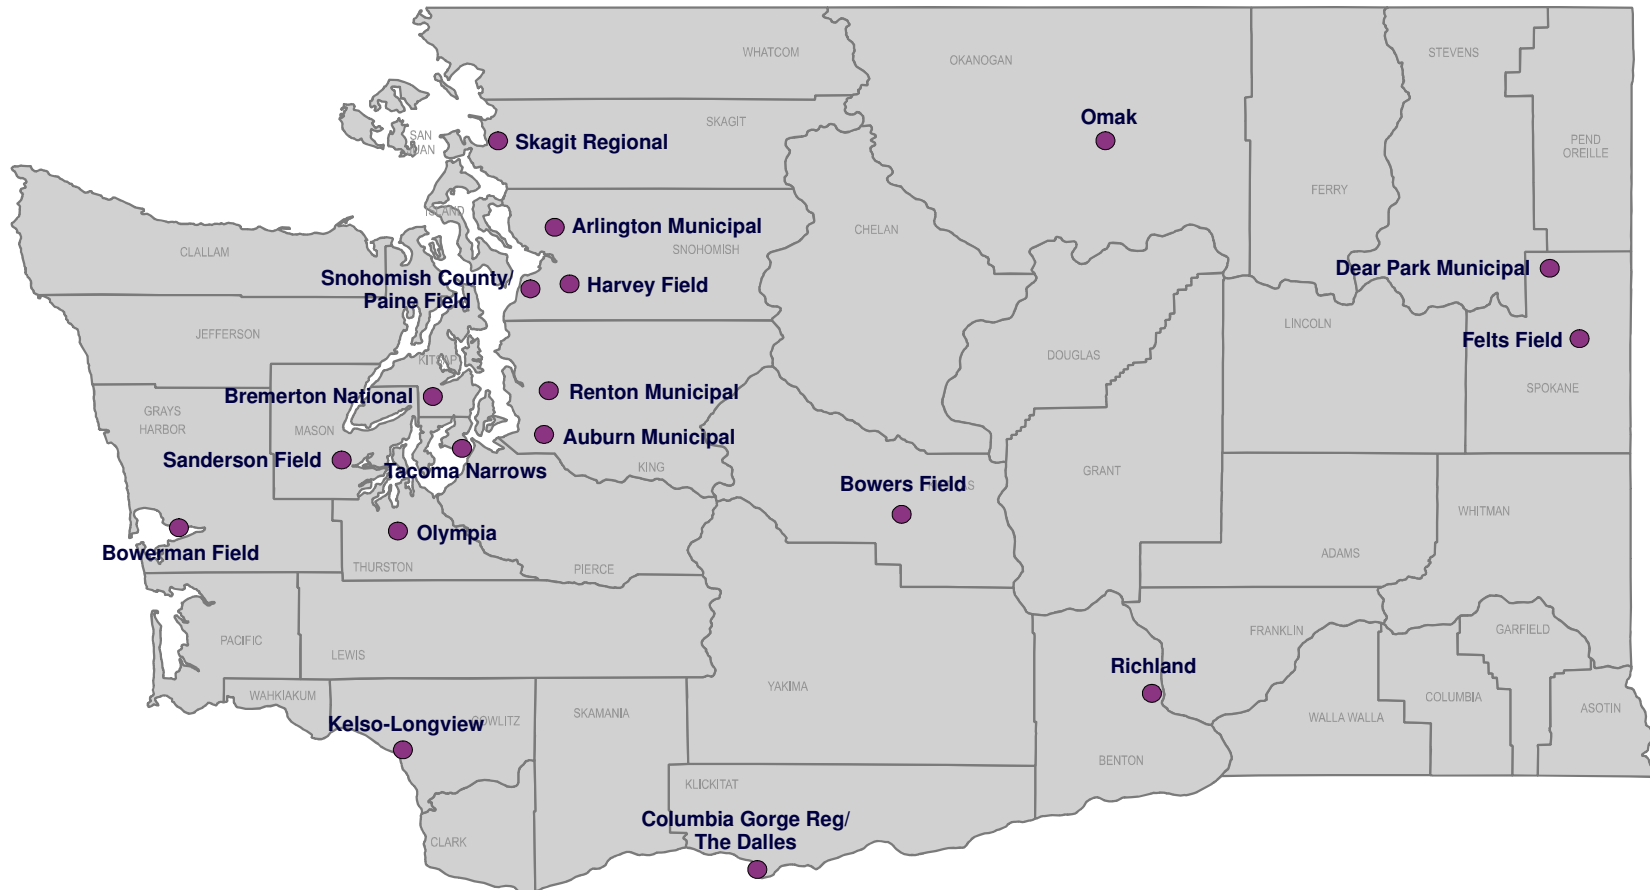 WHATCOM
STEVENS
OKANOGAN
Omak
SKAGIT
SAN
JUAN
Skagit Regional
PEND
OREILLE
FERRY
ISLAND
Arlington Municipal
CHELAN
SNOHOMISH
CLALLAM
Dear Park Municipal
Snohomish County/
Paine Field
Harvey Field
LINCOLN
JEFFERSON
Felts Field
DOUGLAS
KITSAP
SPOKANE
Bremerton National
Renton Municipal
GRAYS
HARBOR
MASON
Auburn Municipal
Sanderson Field
Tacoma Narrows
KING
GRANT
Bowers Field
WHITMAN
Bowerman Field
Olympia
ADAMS
THURSTON
PIERCE
FRANKLIN
GARFIELD
PACIFIC
LEWIS
Richland
YAKIMA
WAHKIAKUM
COLUMBIA
ASOTIN
SKAMANIA
WALLA WALLA
Kelso-Longview
COWLITZ
BENTON
KLICKITAT
Columbia Gorge Reg/
The Dalles
CLARK